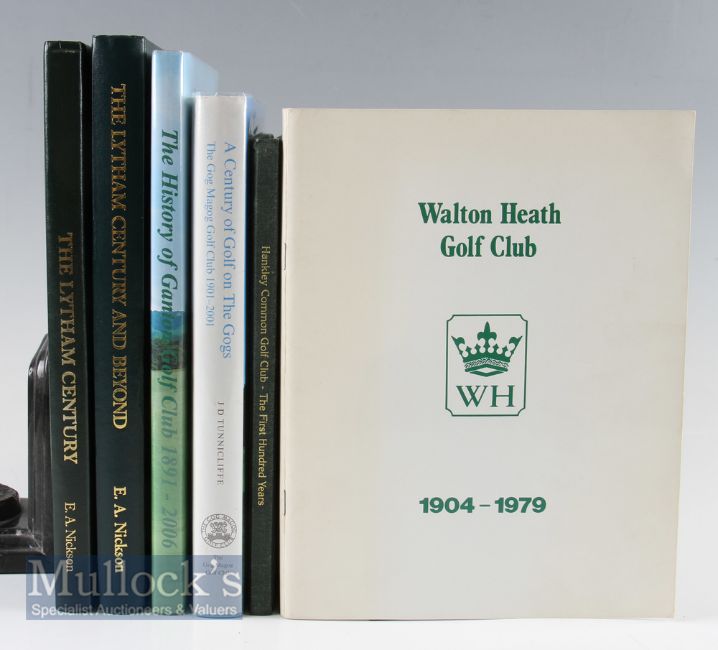 THE LYTHAM CENTURY
E. A. Nickson
THE LYTHAM CENTURY AND BEYOND
E. A. Nickson
The History of Ganton Golf Club 1891 - 2006
A Century of Golf on The Gogs
The Gog Magog Golf Club 1901-2001
J D TUNNICLIFFE
Hankley Common Golf Club - The First Hundred Years
Walton Heath
Golf Club
WH
1904 – 1979
Mullock's
Specialist Auctioneers & Valuers